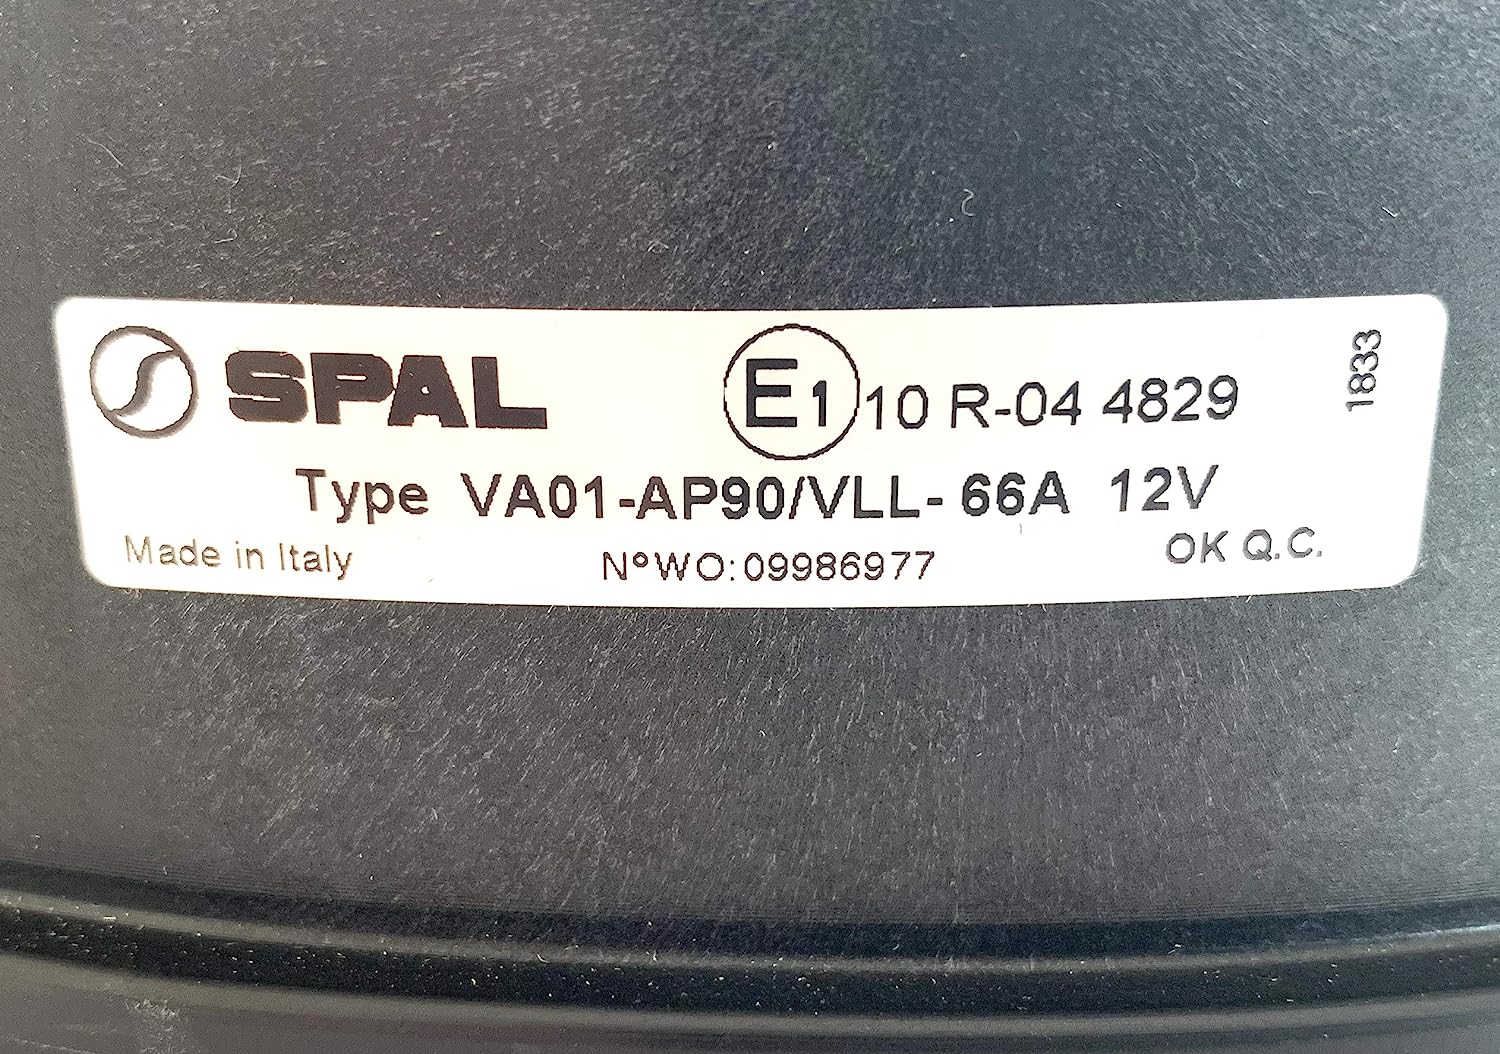 SPAL E1 10 R-04 4829
1833
Type VA01-AP90/VLL- 66A 12V
Made in Italy N°WO:09986977 OK Q.C.